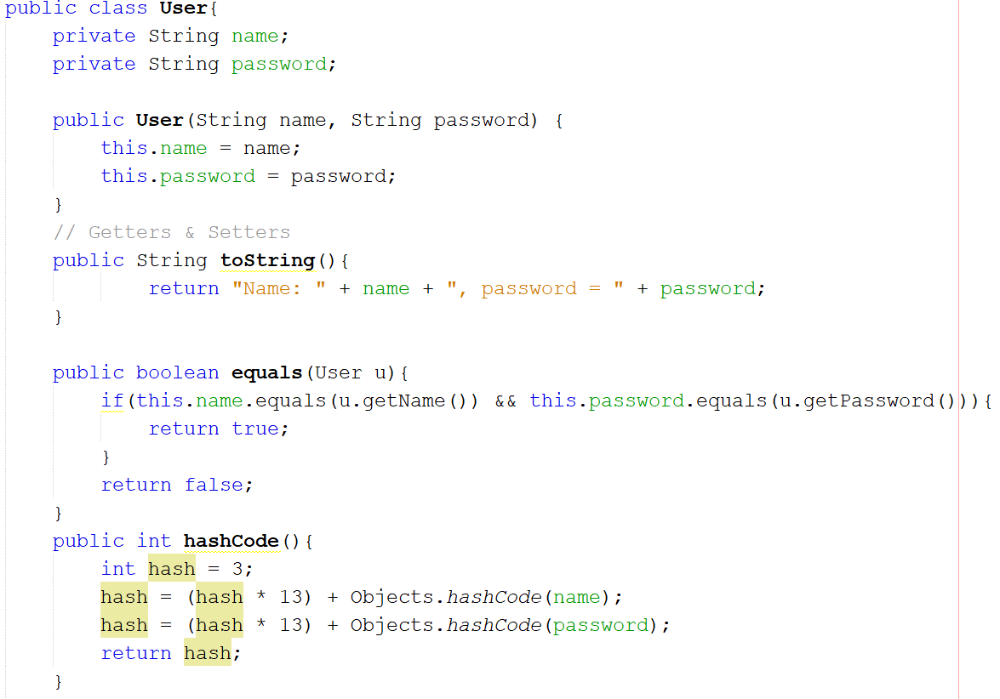 public class User{
    private String name;
    private String password;

    public User(String name, String password) {
        this.name = name;
        this.password = password;
    }
    // Getters & Setters
    public String toString(){
            return "Name: " + name + ", password = " + password;
    }

    public boolean equals(User u){
        if(this.name.equals(u.getName()) && this.password.equals(u.getPassword())){
            return true;
        }
        return false;
    }
    public int hashCode(){
        int hash = 3;
        hash = (hash * 13) + Objects.hashCode(name);
        hash = (hash * 13) + Objects.hashCode(password);
        return hash;
    }